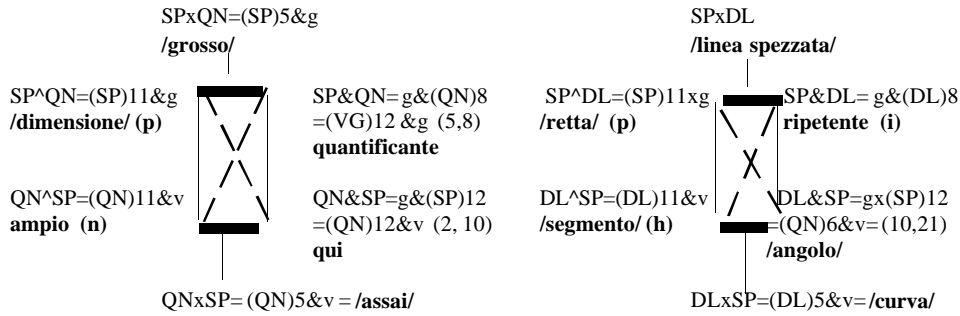 SPxQN=(SP)5&g
/grosso/
SP^QN=(SP)11&g
/dimensione/ (p)
SP&QN= g&(QN)8
=(VG)12 &g (5,8)
quantificante
QN^SP=(QN)11&v
ampio (n)
QN&SP=g&(SP)12
=(QN)12&v (2, 10)
qui
QNxSP= (QN)5&v = /assai/
SPxDL
/linea spezzata/
SP^DL=(SP)11xg
/retta/ (p)
SP&DL= g&(DL)8
ripetente (i)
DL^SP=(DL)11&v
/segmento/ (h)
DL&SP=gx(SP)12
=(QN)6&v= (10,21)
/angolo/
DLxSP=(DL)5&v= /curva/